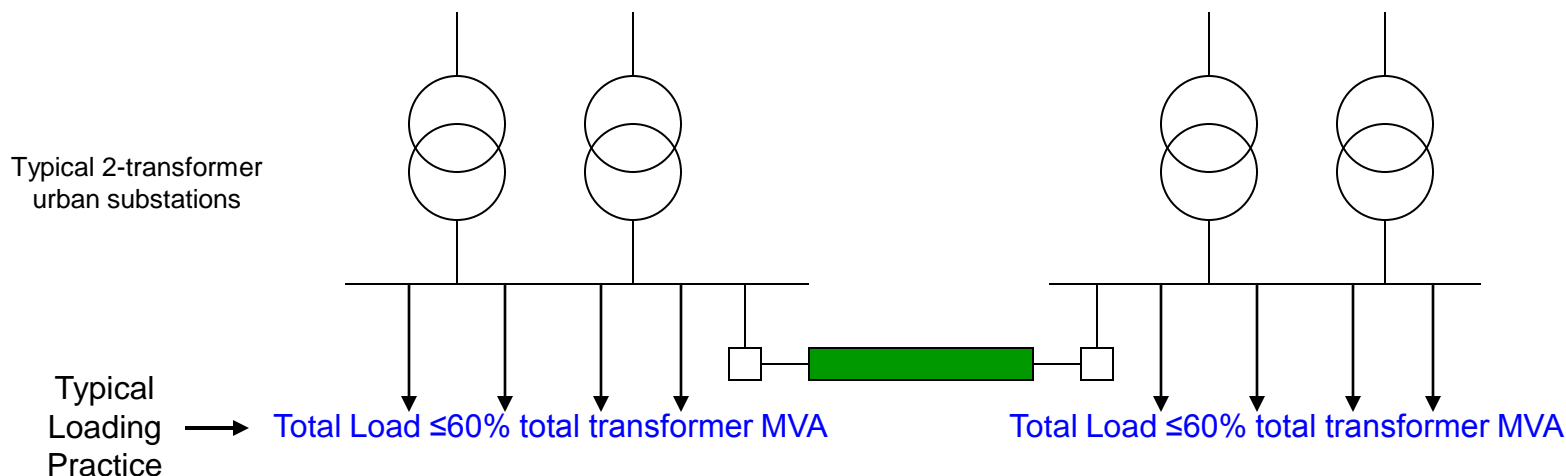 Typical 2-transformer
urban substations
Typical
Loading
Practice
Total Load ≤60% total transformer MVA
Total Load ≤60% total transformer MVA